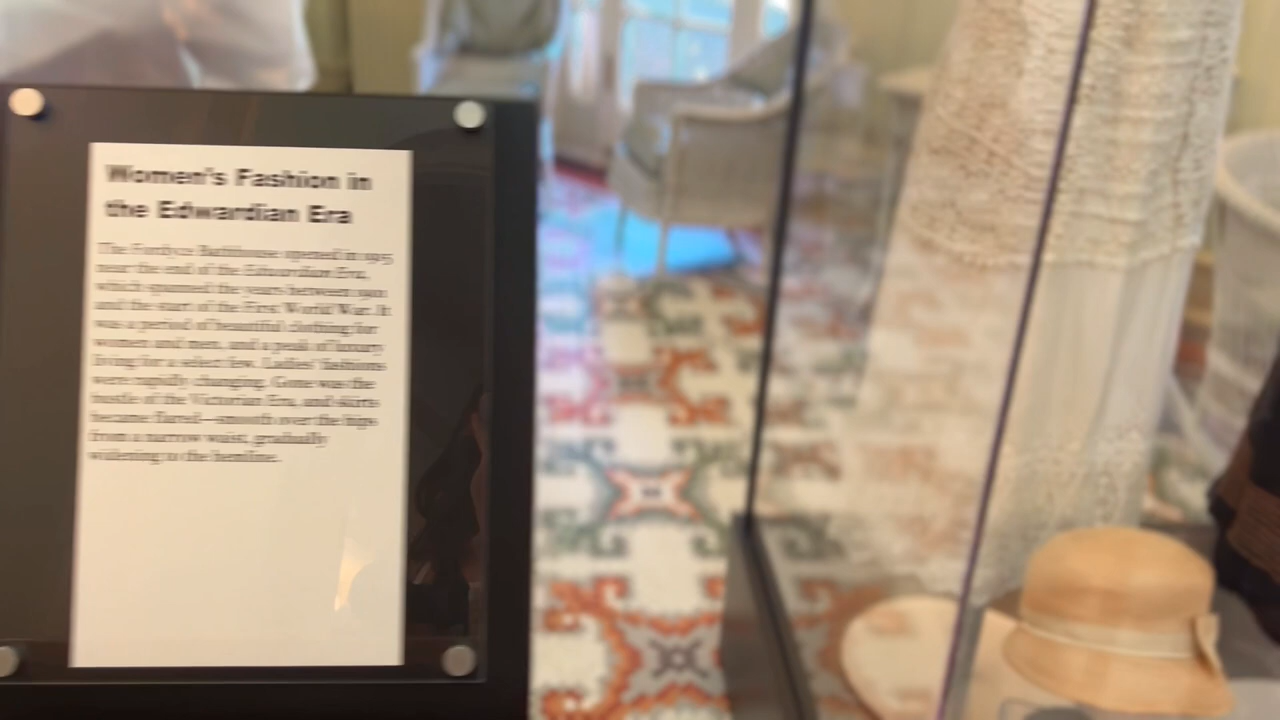 Women's Fashion in
the Edwardian Era
The Fordyce Bathhouse opened in 1915
near the end of the Edwardian Era,
which spanned the years between 1901
and the start of the First World War. It
was a period of beautiful clothing for
women and men, and a peak of luxury
living for a select few. Ladies' fashions
were rapidly changing. Gone was the
bustle of the Victorian Era, and skirts
became flared—smooth over the hips
from a narrow waist, gradually
widening to the hemline.